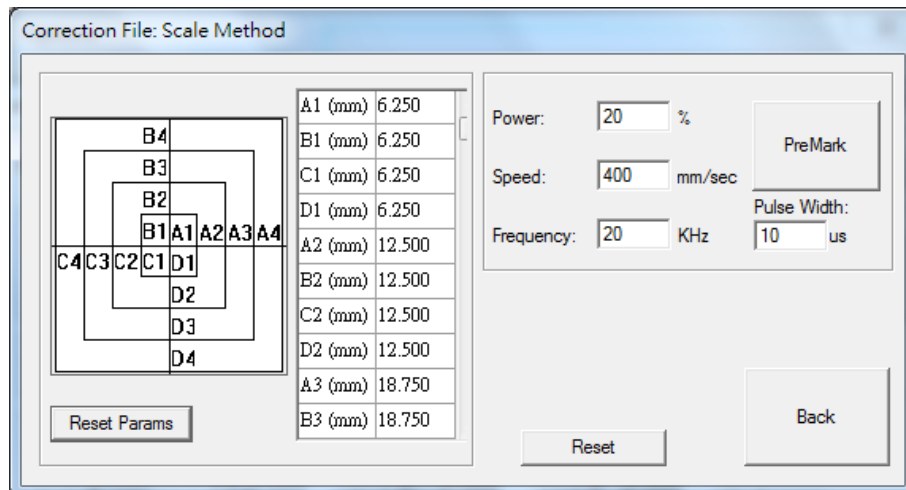 Correction File: Scale Method
B4
B3
B2
B1 A1 A2 A3 A4
C4 C3 C2 C1 D1
D2
D3
D4
Reset Params
A1 (mm) 6.250
B1 (mm) 6.250
C1 (mm) 6.250
D1 (mm) 6.250
A2 (mm) 12.500
B2 (mm) 12.500
C2 (mm) 12.500
D2 (mm) 12.500
A3 (mm) 18.750
B3 (mm) 18.750
Power: 20 %
Speed: 400 mm/sec
Frequency: 20 KHz
PreMark
Pulse Width:
10 us
Reset
Back